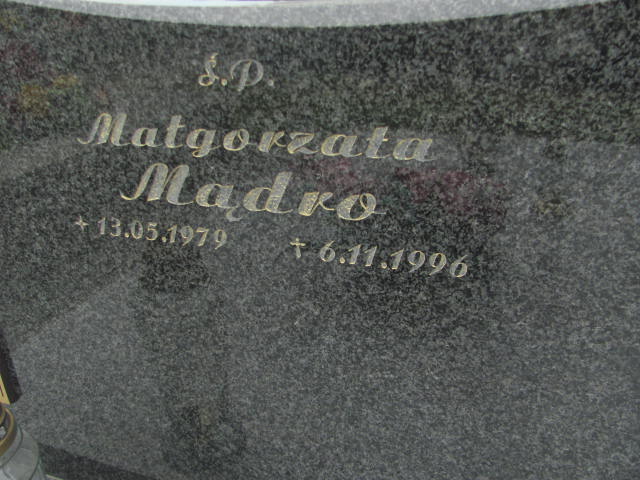 Ś.P.
Małgorzata
Mądro
* 13.05.1979 † 6.11.1996